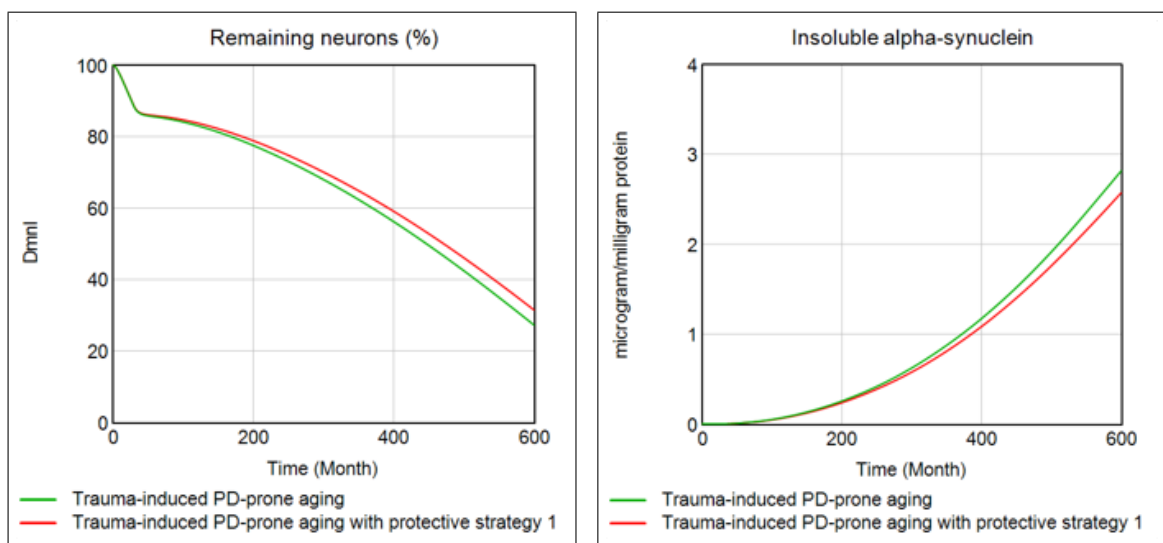 Remaining neurons (%)
100
80
60
40
20
0
Dmnl
0 200 400 600
Time (Month)
Trauma-induced PD-prone aging
Trauma-induced PD-prone aging with protective strategy 1
Insoluble alpha-synuclein
4
3
2
1
0
microgram/milligram protein
0 200 400 600
Time (Month)
Trauma-induced PD-prone aging
Trauma-induced PD-prone aging with protective strategy 1